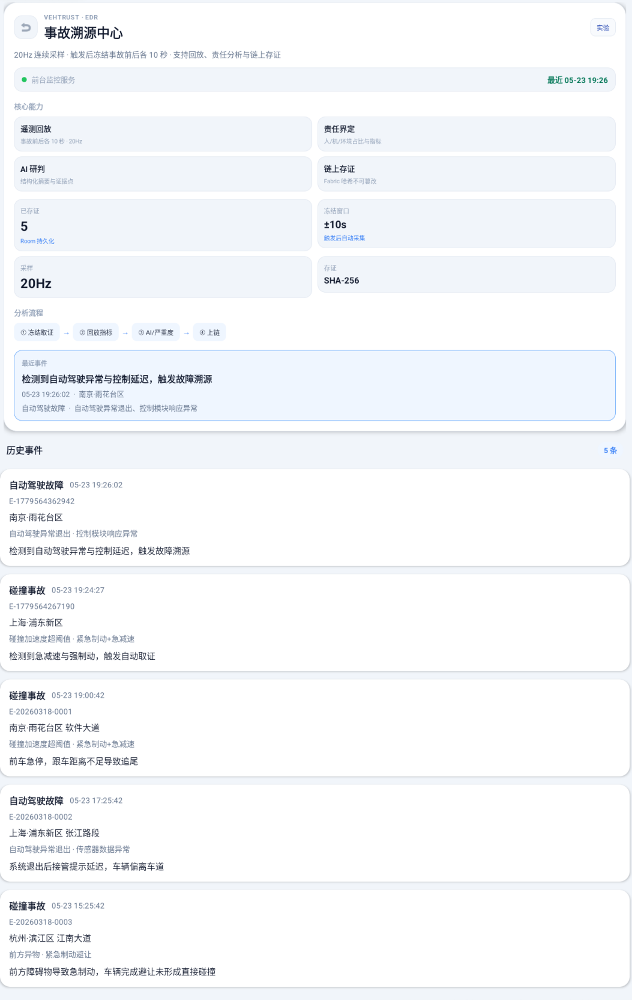 VEHTRUST · EDR
事故溯源中心
实验
20Hz 连续采样 · 触发后冻结事故前后各 10 秒 · 支持回放、责任分析与链上存证
前台监控服务
最近 05-23 19:26
核心能力
遥测回放
事故前后各 10 秒 · 20Hz
责任界定
人/机/环境占比与指标
AI 研判
结构化摘要与证据点
链上存证
Fabric 哈希不可篡改
已存证
5
Room 持久化
冻结窗口
±10s
触发后自动采集
采样
20Hz
存证
SHA-256
分析流程
① 冻结取证 → ② 回放指标 → ③ AI/严重度 → ④ 上链
最近事件
检测到自动驾驶异常与控制延迟，触发故障溯源
05-23 19:26:02 · 南京·雨花台区
自动驾驶故障 · 自动驾驶异常退出、控制模块响应异常
历史事件
5 条
自动驾驶故障 05-23 19:26:02
E-1779564362942
南京·雨花台区
自动驾驶异常退出 · 控制模块响应异常
检测到自动驾驶异常与控制延迟，触发故障溯源
碰撞事故 05-23 19:24:27
E-1779564267190
上海·浦东新区
碰撞加速度超阈值 · 紧急制动+急减速
检测到急减速与强制动，触发自动取证
碰撞事故 05-23 19:00:42
E-20260318-0001
南京·雨花台区 软件大道
碰撞加速度超阈值 · 紧急制动+急减速
前车急停，跟车距离不足导致追尾
自动驾驶故障 05-23 17:25:42
E-20260318-0002
上海·浦东新区 张江路段
自动驾驶异常退出 · 传感器数据异常
系统退出后接管提示延迟，车辆偏离车道
碰撞事故 05-23 15:25:42
E-20260318-0003
杭州·滨江区 江南大道
前方异物 · 紧急制动避让
前方障碍物导致急制动，车辆完成避让未形成直接碰撞